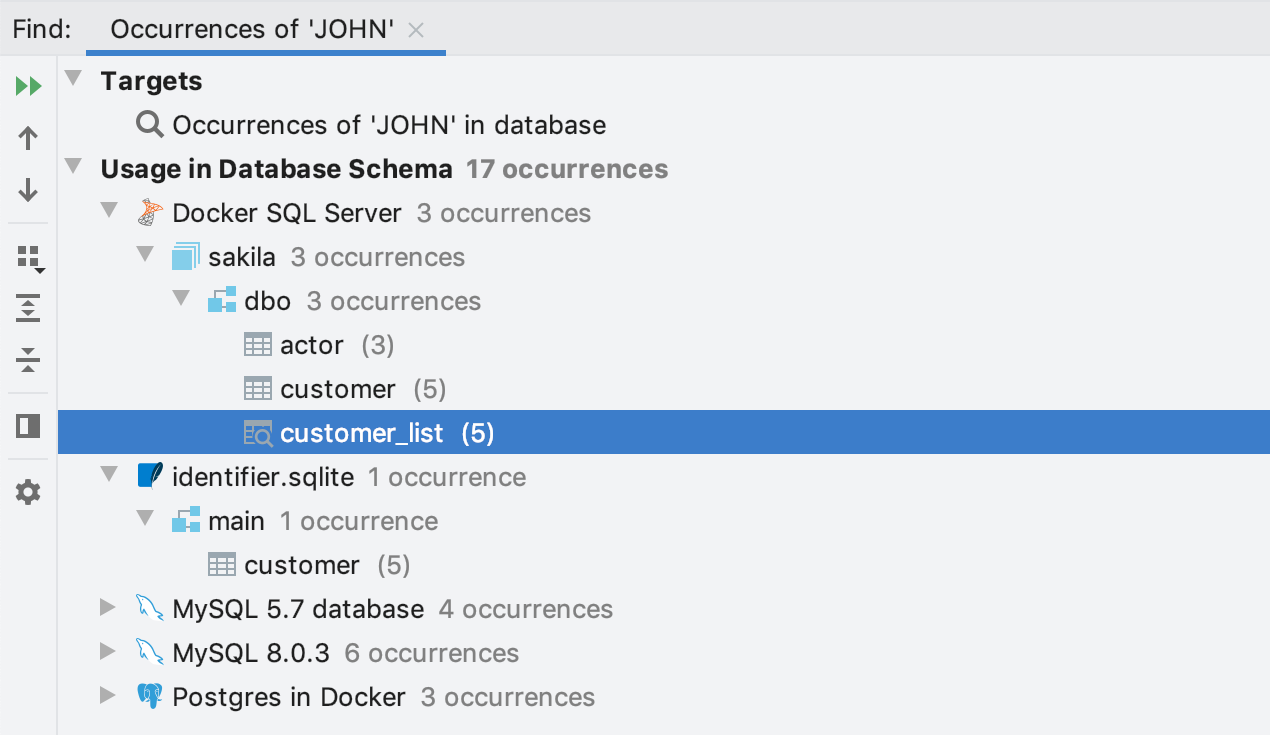 Find: Occurrences of 'JOHN'
Targets
Occurrences of 'JOHN' in database
Usage in Database Schema 17 occurrences
Docker SQL Server 3 occurrences
sakila 3 occurrences
dbo 3 occurrences
actor (3)
customer (5)
customer_list (5)
identifier.sqlite 1 occurrence
main 1 occurrence
customer (5)
MySQL 5.7 database 4 occurrences
MySQL 8.0.3 6 occurrences
Postgres in Docker 3 occurrences